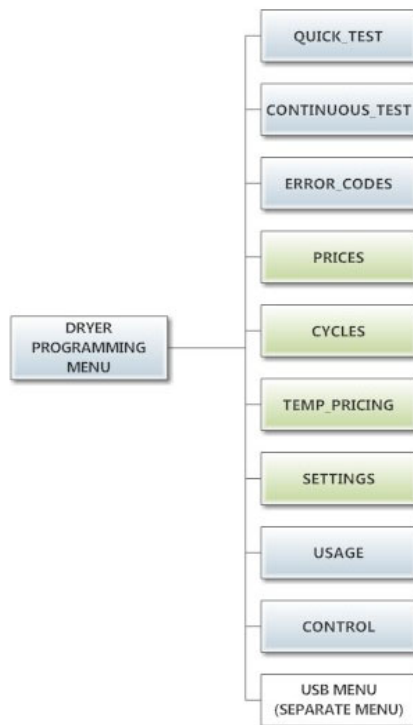 QUICK_TEST
CONTINUOUS_TEST
ERROR_CODES
PRICES
DRYER
PROGRAMMING
MENU
CYCLES
TEMP_PRICING
SETTINGS
USAGE
CONTROL
USB MENU
(SEPARATE MENU)